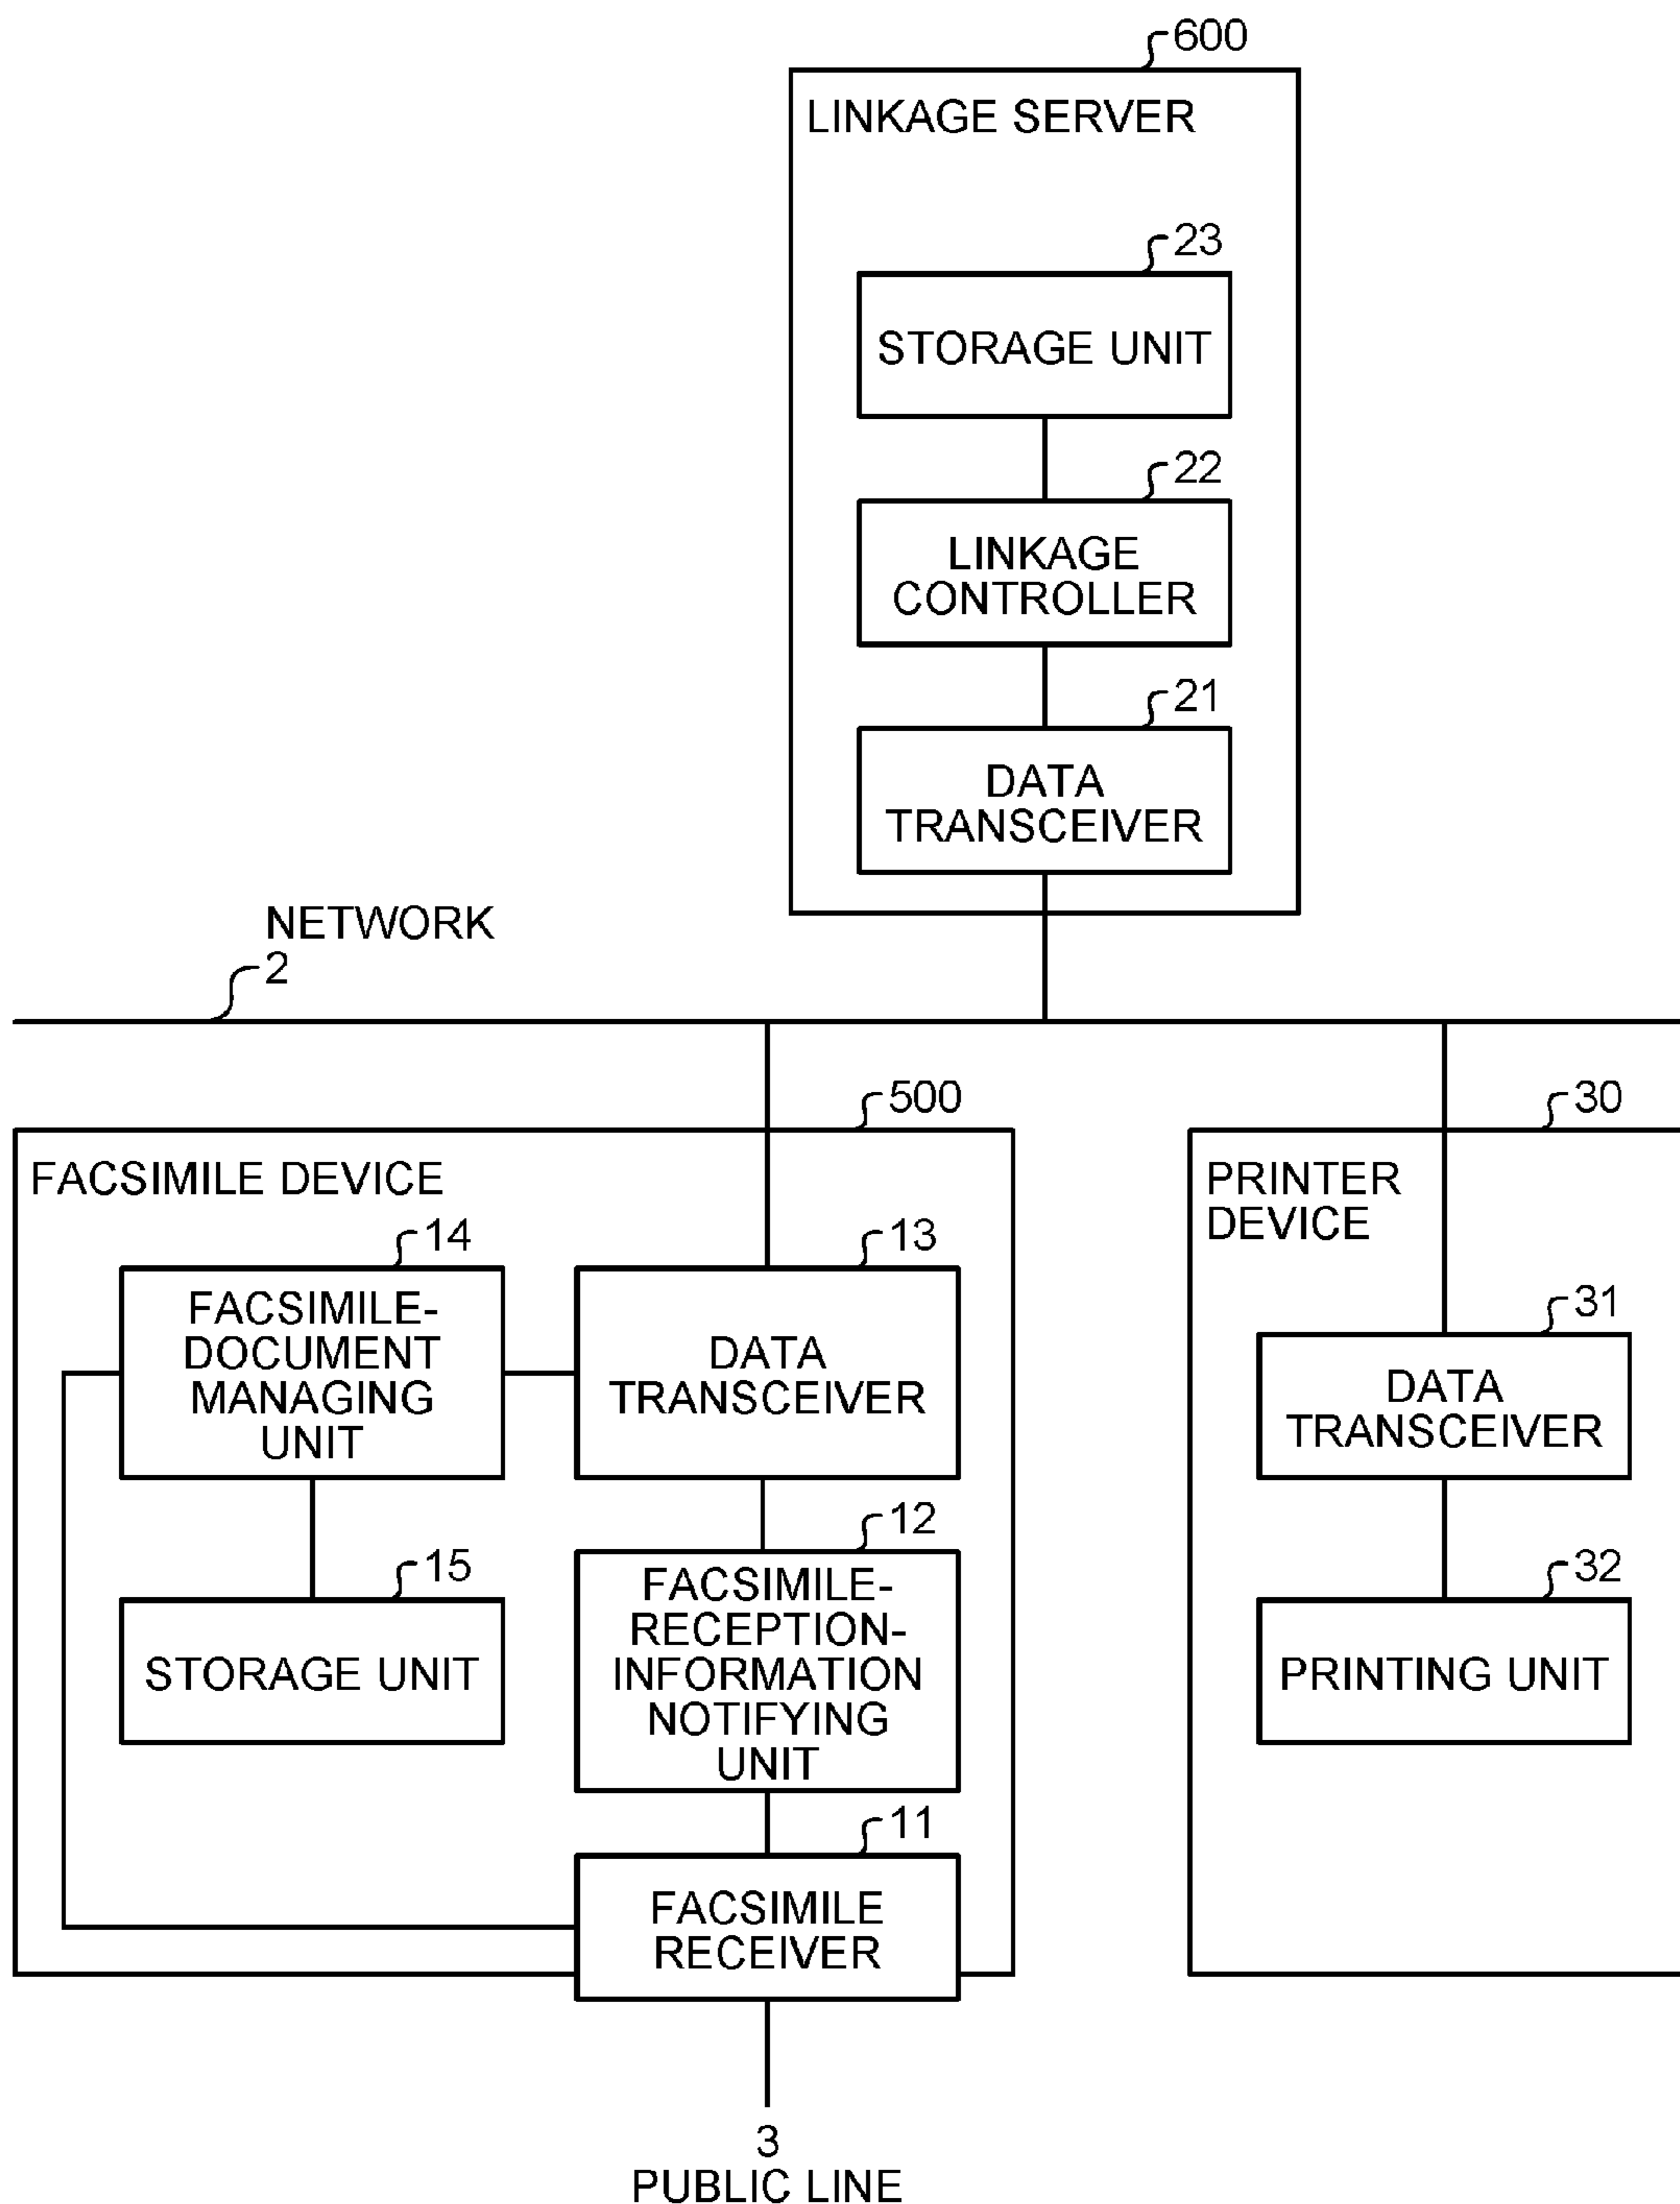 600
LINKAGE SERVER
23
STORAGE UNIT
22
LINKAGE
CONTROLLER
21
DATA
TRANSCEIVER
NETWORK
2
500
FACSIMILE DEVICE
14
FACSIMILE-
DOCUMENT
MANAGING
UNIT
13
DATA
TRANSCEIVER
15
STORAGE UNIT
12
FACSIMILE-
RECEPTION-
INFORMATION
NOTIFYING
UNIT
11
FACSIMILE
RECEIVER
3
PUBLIC LINE
30
PRINTER
DEVICE
31
DATA
TRANSCEIVER
32
PRINTING UNIT